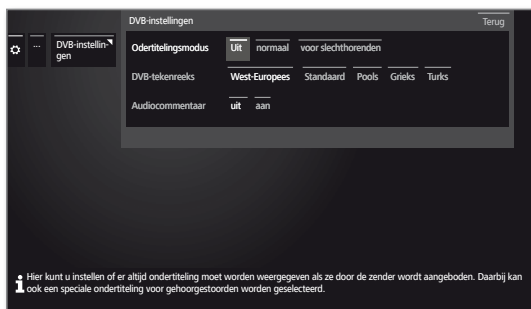 DVB-instellingen Terug
... DVB-instellin-
gen
Odertitelingsmodus Uit normaal voor slechthorenden
DVB-tekenreeks West-Europees Standaard Pools Grieks Turks
Audiocommentaar uit aan
Hier kunt u instellen of er altijd ondertiteling moet worden weergegeven als ze door de zender wordt aangeboden. Daarbij kan
ook een speciale ondertiteling voor gehoorgestoorden worden geselecteerd.